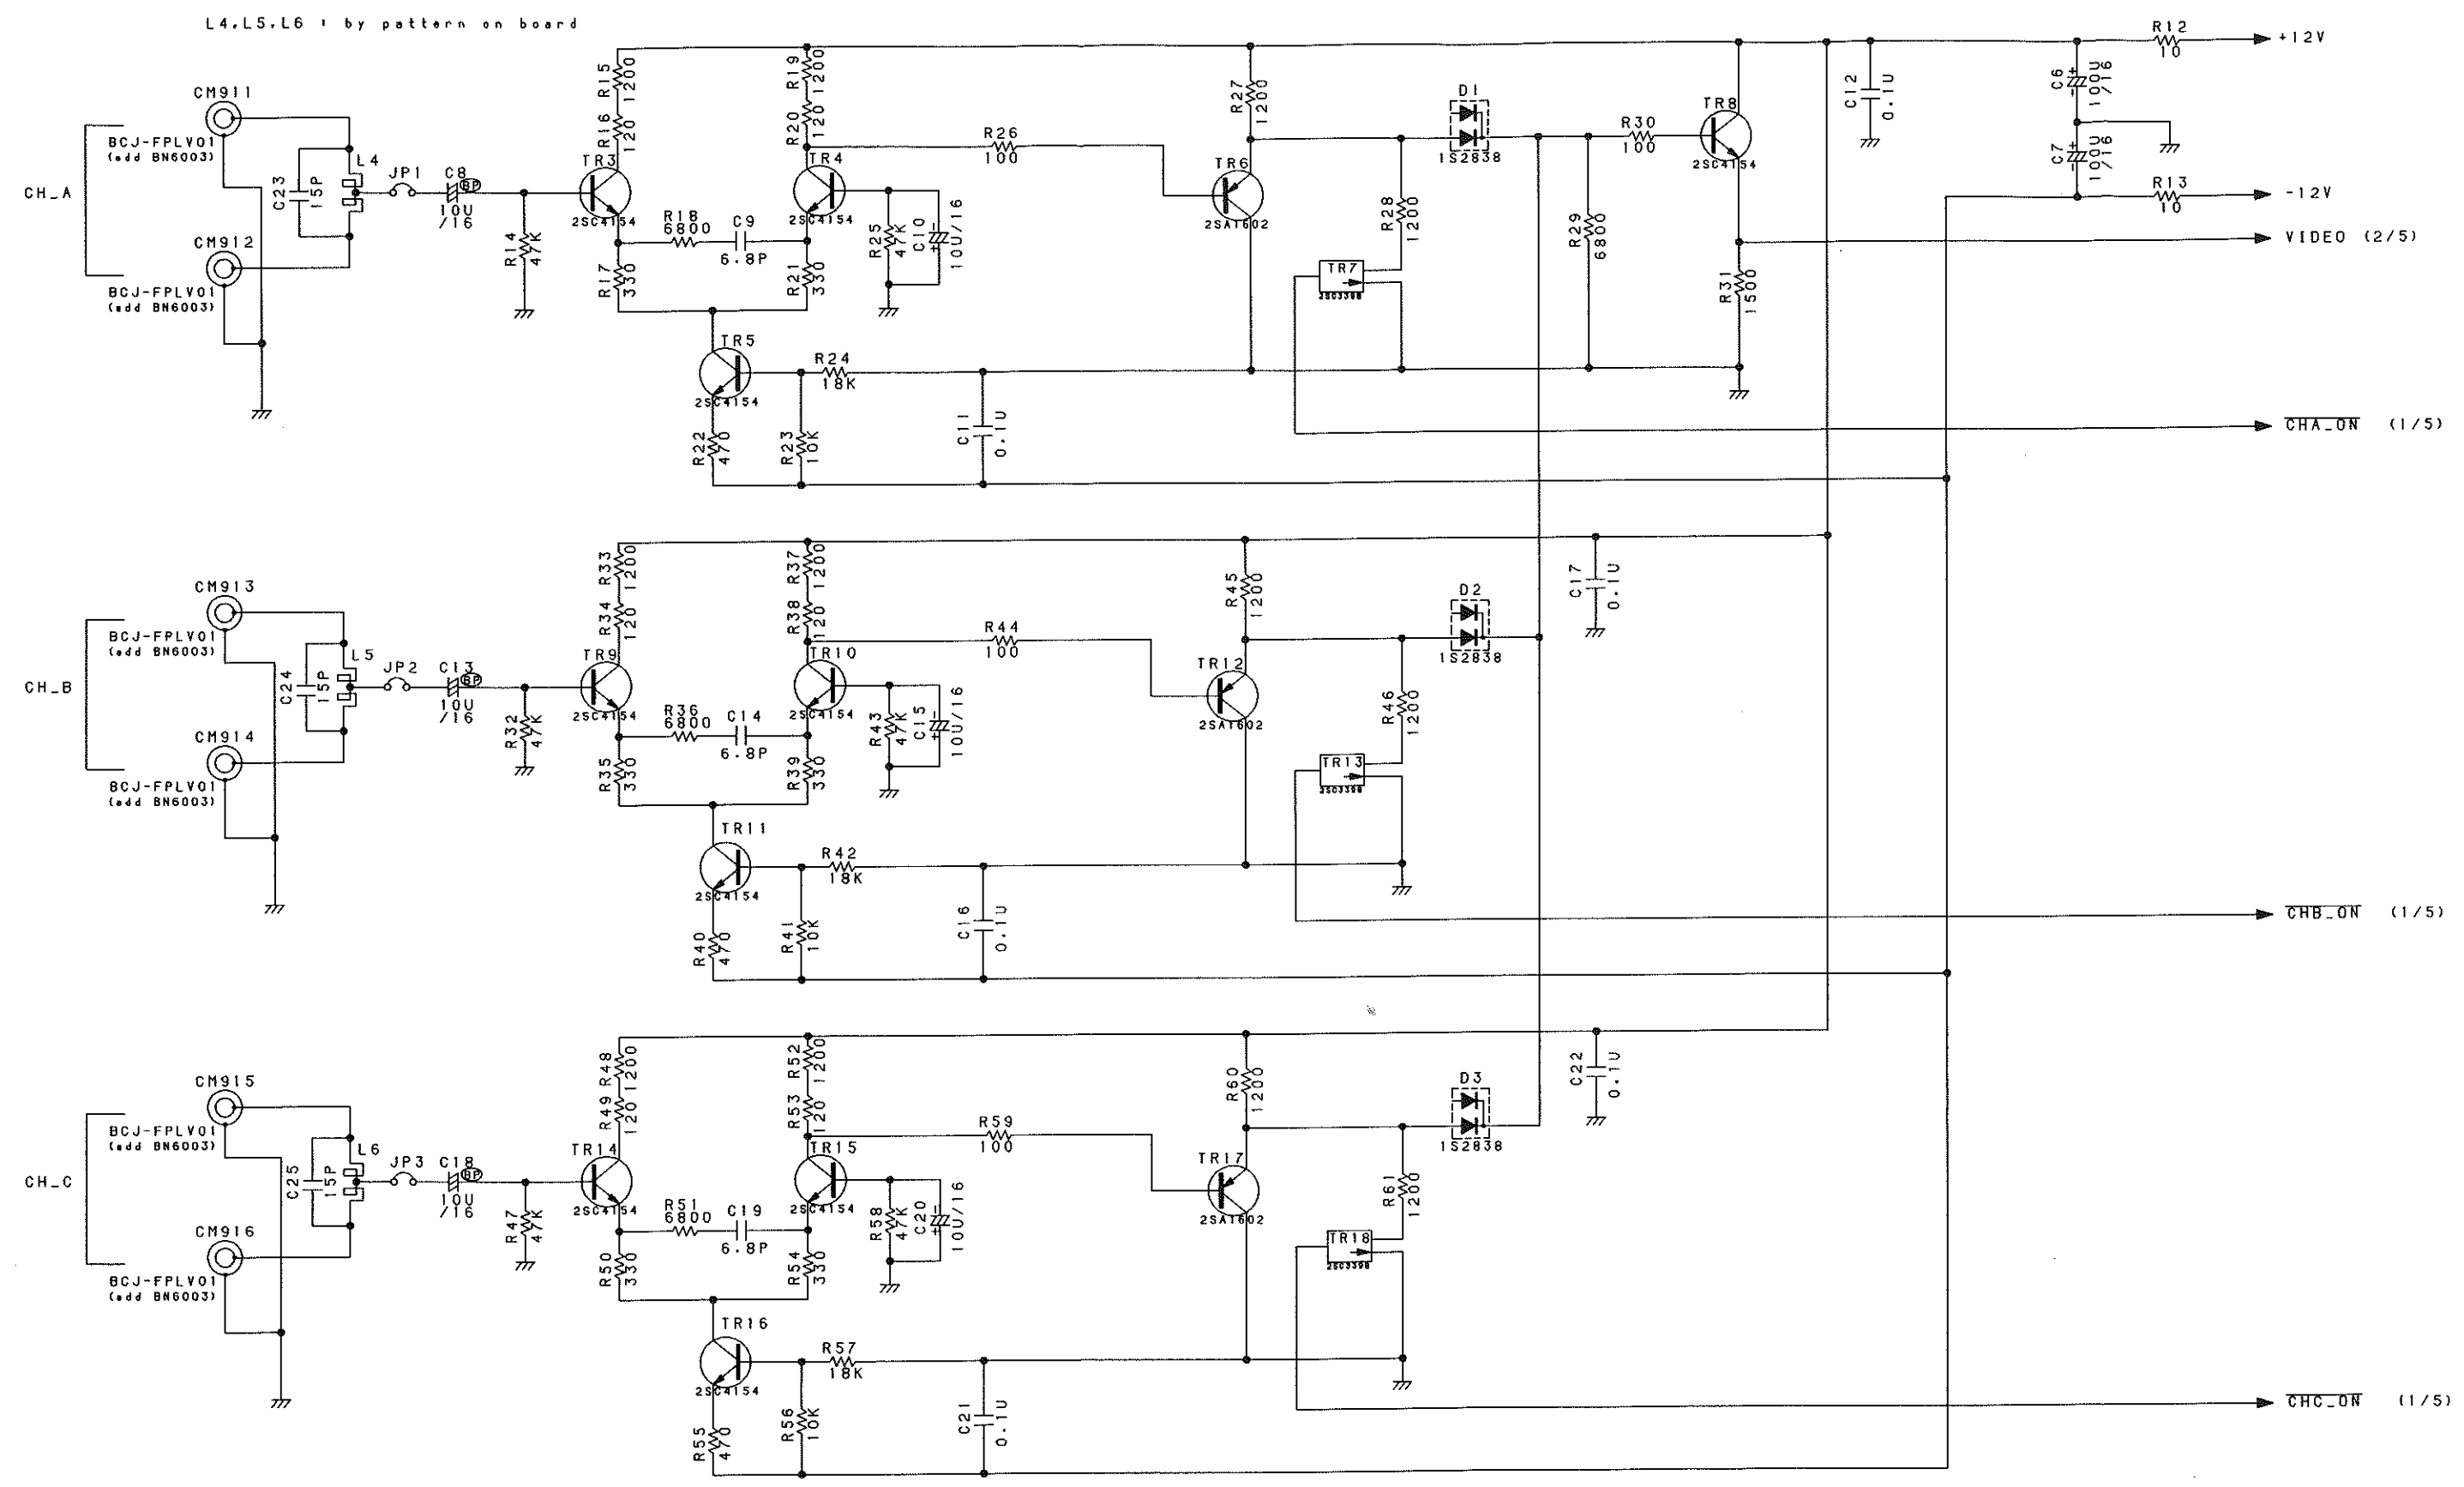 L4,L5,L6 : by pattern on board
R12
+12V
10
R15
1200
R19
1200
R27
1200
C12
0.1U
C6
100U
/16
CM911
D1
TR8
R16
120
R20
120
R26
100
R30
100
BCJ-FPLV01
(add BN6003)
1S2838
2SC4154
C7
100U
/16
L4
JP1
C8
BP
10U
/16
TR3
TR4
TR6
CH_A
C23
15P
R13
10
-12V
2SC4154
2SC4154
2SA1602
R18
6800
C9
6.8P
R25
47K
C10
10U/16
R28
1200
R29
6800
VIDEO (2/5)
CM912
R14
47K
R17
330
R21
330
TR7
R31
1500
BCJ-FPLV01
(add BN6003)
TR5
R24
18K
2SC4154
R22
470
R23
10K
C11
0.1U
CHA_ON (1/5)
R33
1200
R37
1200
R45
1200
C17
0.1U
CM913
D2
R34
120
R38
120
R44
100
BCJ-FPLV01
(add BN6003)
1S2838
L5
JP2
C13
BP
10U
/16
TR9
TR10
TR12
CH_B
C24
15P
2SC4154
2SC4154
2SA1602
R36
6800
C14
6.8P
R43
47K
C15
10U/16
R46
1200
CM914
R32
47K
R35
330
R39
330
TR13
BCJ-FPLV01
(add BN6003)
TR11
R42
18K
2SC4154
R40
470
R41
10K
C16
0.1U
CHB_ON (1/5)
R48
1200
R52
1200
R60
1200
C22
0.1U
CM915
D3
R49
120
R53
120
R59
100
BCJ-FPLV01
(add BN6003)
1S2838
L6
JP3
C18
BP
10U
/16
TR14
TR15
TR17
CH_C
C25
15P
2SC4154
2SC4154
2SA1602
R51
6800
C19
6.8P
R58
47K
C20
10U/16
R61
1200
CM916
R47
47K
R50
330
R54
330
TR18
BCJ-FPLV01
(add BN6003)
TR16
R57
18K
2SC4154
R55
470
R56
10K
C21
0.1U
CHC_ON (1/5)